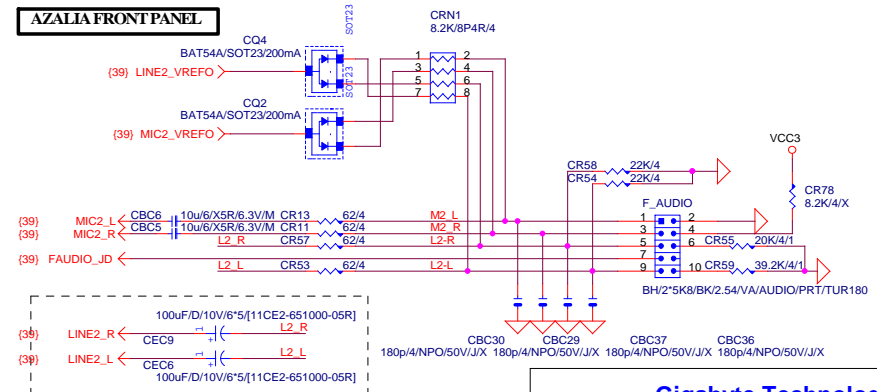 AZALIA FRONT PANEL
SOT23
CRN1
8.2K/8P4R/4
CQ4
BAT54A/SOT23/200mA
{39} LINE2_VREFO
1 2
3 4
5 6
7 8
SOT23
CQ2
BAT54A/SOT23/200mA
{39} MIC2_VREFO
VCC3
CR58 22K/4
CR54 22K/4
CR78
8.2K/4/X
F_AUDIO
{39} MIC2_L CBC6 10u/6/X5R/6.3V/M CR13 62/4 M2_L 1 2
{39} MIC2_R CBC5 10u/6/X5R/6.3V/M CR11 62/4 M2_R 3 4
L2_R CR57 62/4 L2-R 5 6 CR55 20K/4/1
{39} FAUDIO_JD 7
L2_L CR53 62/4 L2-L 9 10 CR59 39.2K/4/1
BH/2*5K8/BK/2.54/VA/AUDIO/PRT/TUR180
100uF/D/10V/6*5/[11CE2-651000-05R]
{39} LINE2_R 1 + L2_R
CEC9
{39} LINE2_L 1 + L2_L
CEC6
100uF/D/10V/6*5/[11CE2-651000-05R]
CBC30 CBC29 CBC37 CBC36
180p/4/NPO/50V/J/X 180p/4/NPO/50V/J/X 180p/4/NPO/50V/J/X 180p/4/NPO/50V/J/X
Gigabyte Technolo